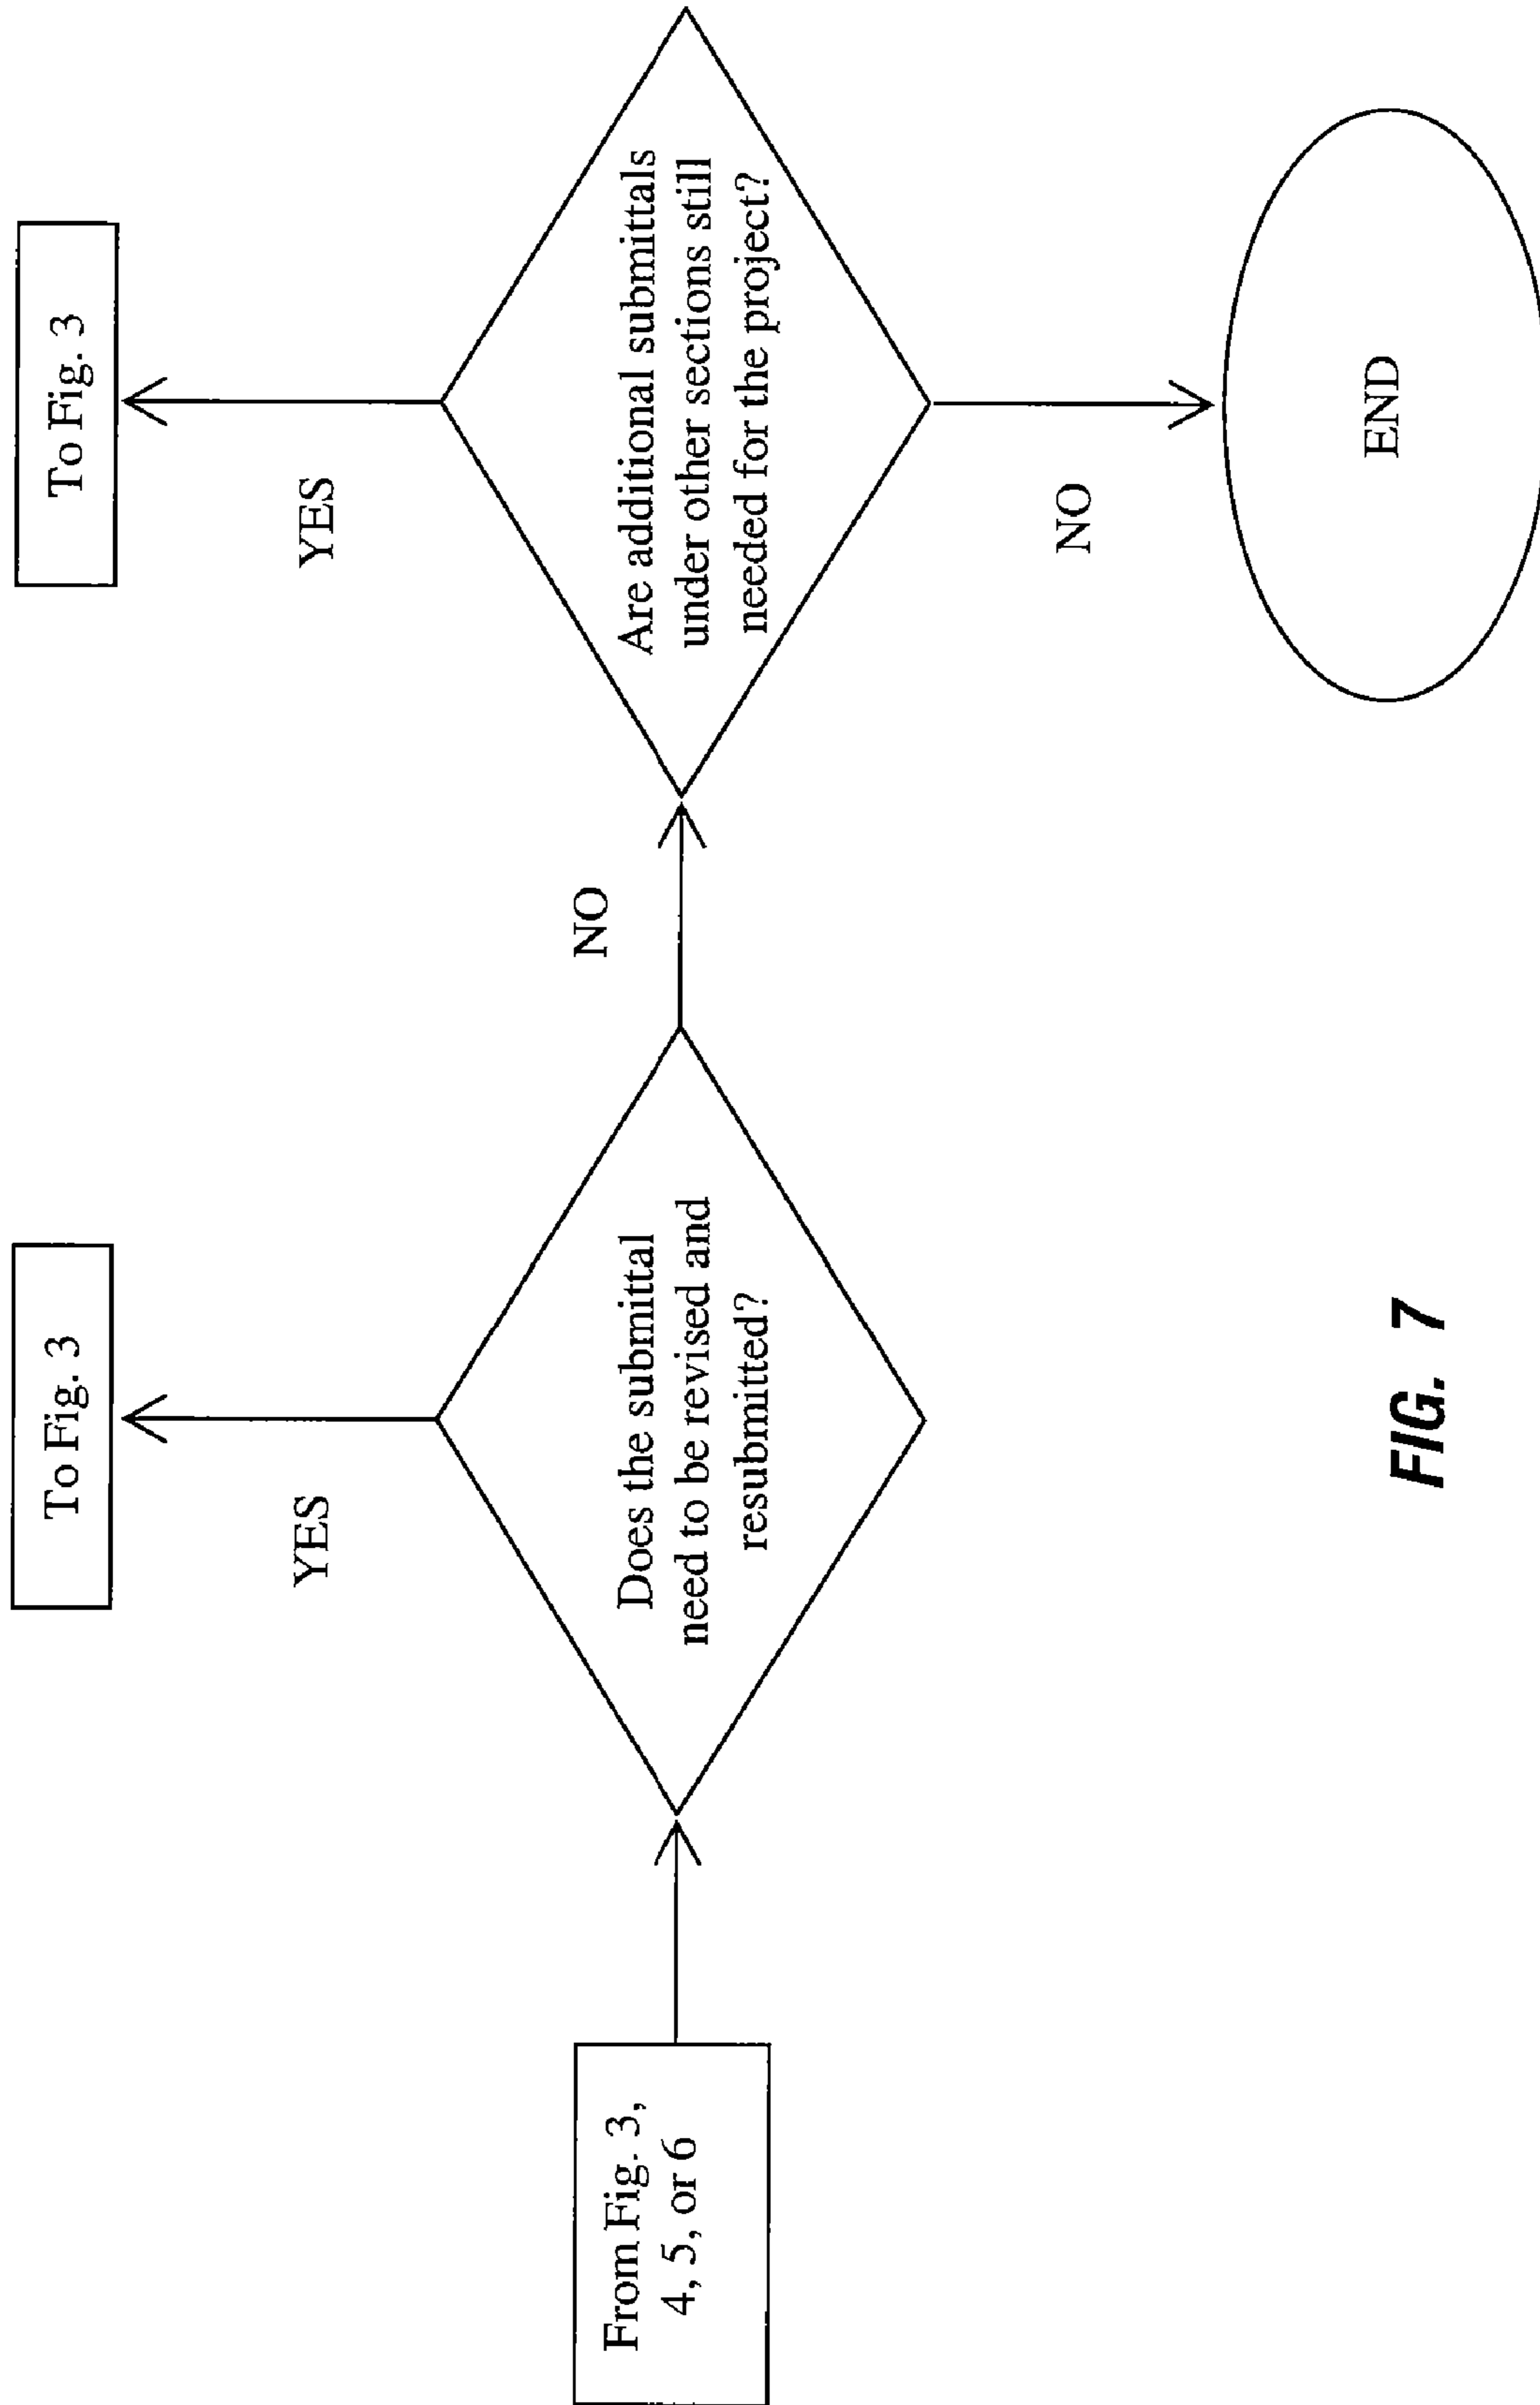 From Fig. 3,
4, 5, or 6
To Fig. 3
YES
Does the submittal
need to be revised and
resubmitted?
NO
To Fig. 3
YES
Are additional submittals
under other sections still
needed for the project?
NO
END
FIG. 7